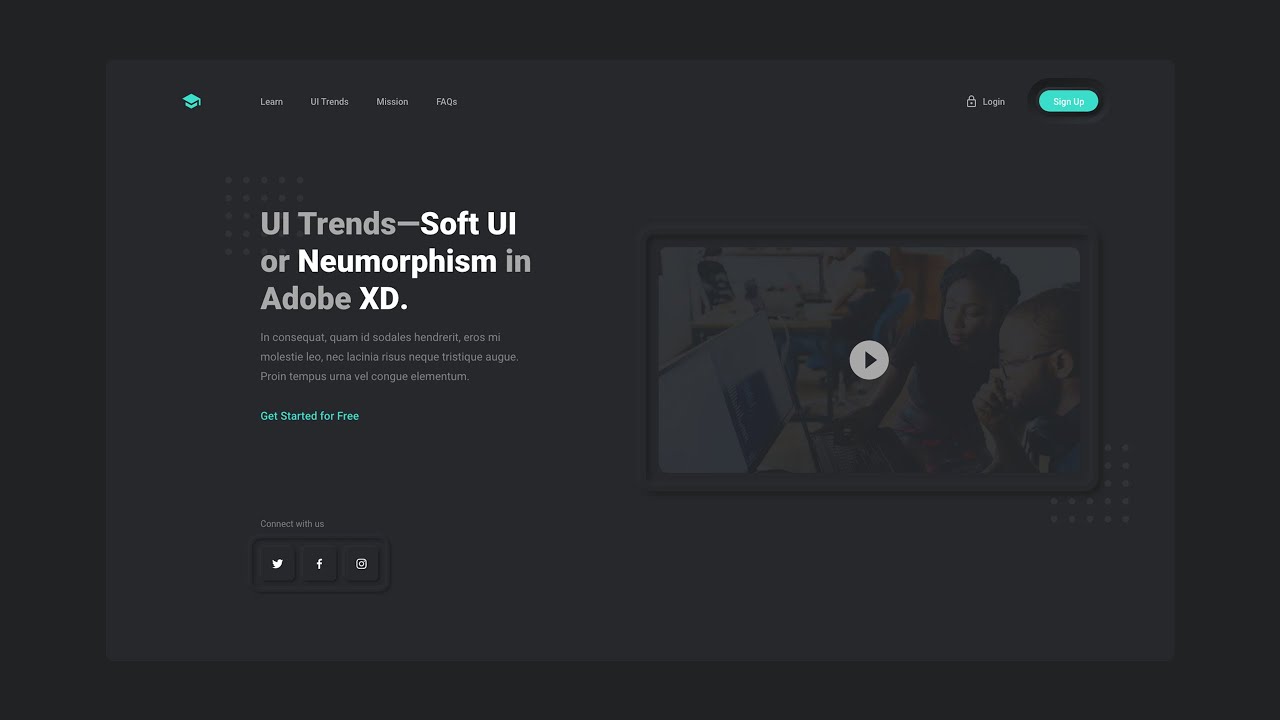 Learn
UI Trends
Mission
FAQs
Login
Sign Up
UI Trends—Soft UI
or Neumorphism in
Adobe XD.
In consequat, quam id sodales hendrerit, eros mi
molestie leo, nec lacinia risus neque tristique augue.
Proin tempus urna vel congue elementum.
Get Started for Free
Connect with us